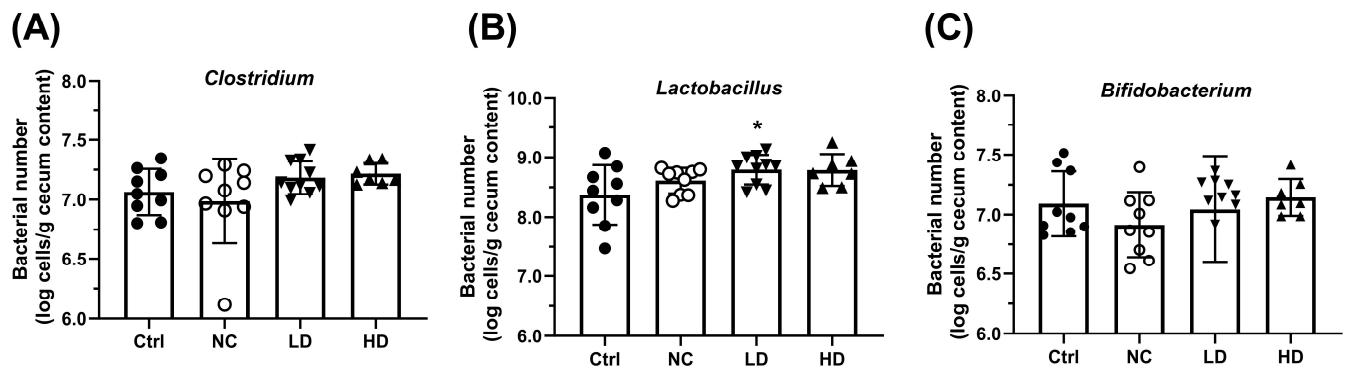 (A)
Clostridium
Bacterial number
(log cells/g cecum content)
8.0
7.5
7.0
6.5
6.0
Ctrl NC LD HD
(B)
Lactobacillus
Bacterial number
(log cells/g cecum content)
10.0
9.0
8.0
7.0
6.0
*
Ctrl NC LD HD
(C)
Bifidobacterium
Bacterial number
(log cells/g cecum content)
8.0
7.5
7.0
6.5
6.0
Ctrl NC LD HD